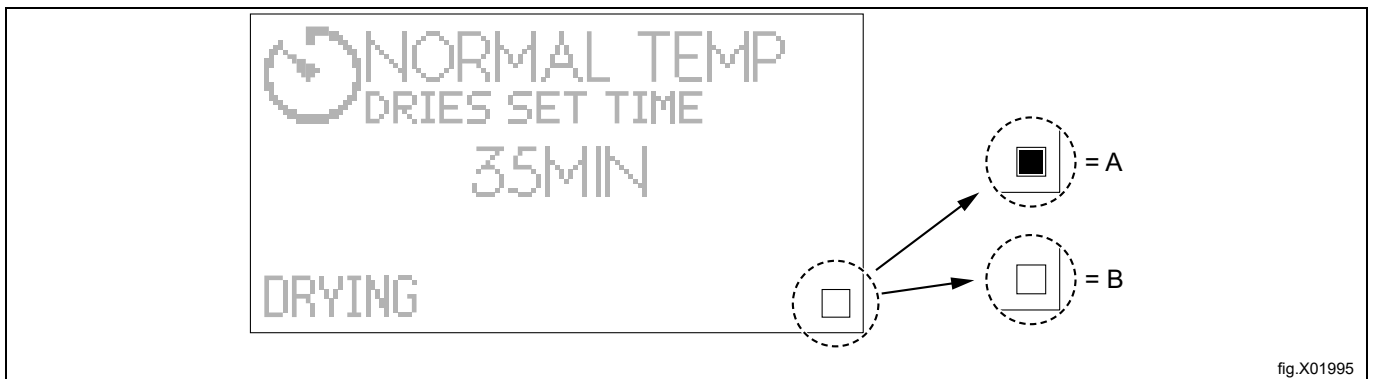 NORMAL TEMP
DRIES SET TIME
35MIN
DRYING
= A
= B
fig.X01995